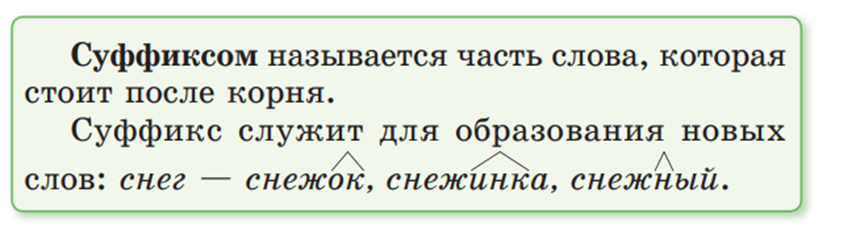 Суффиксом называется часть слова, которая
стоит после корня.
Суффикс служит для образования новых
слов: снег — снежок, снежинка, снежный.